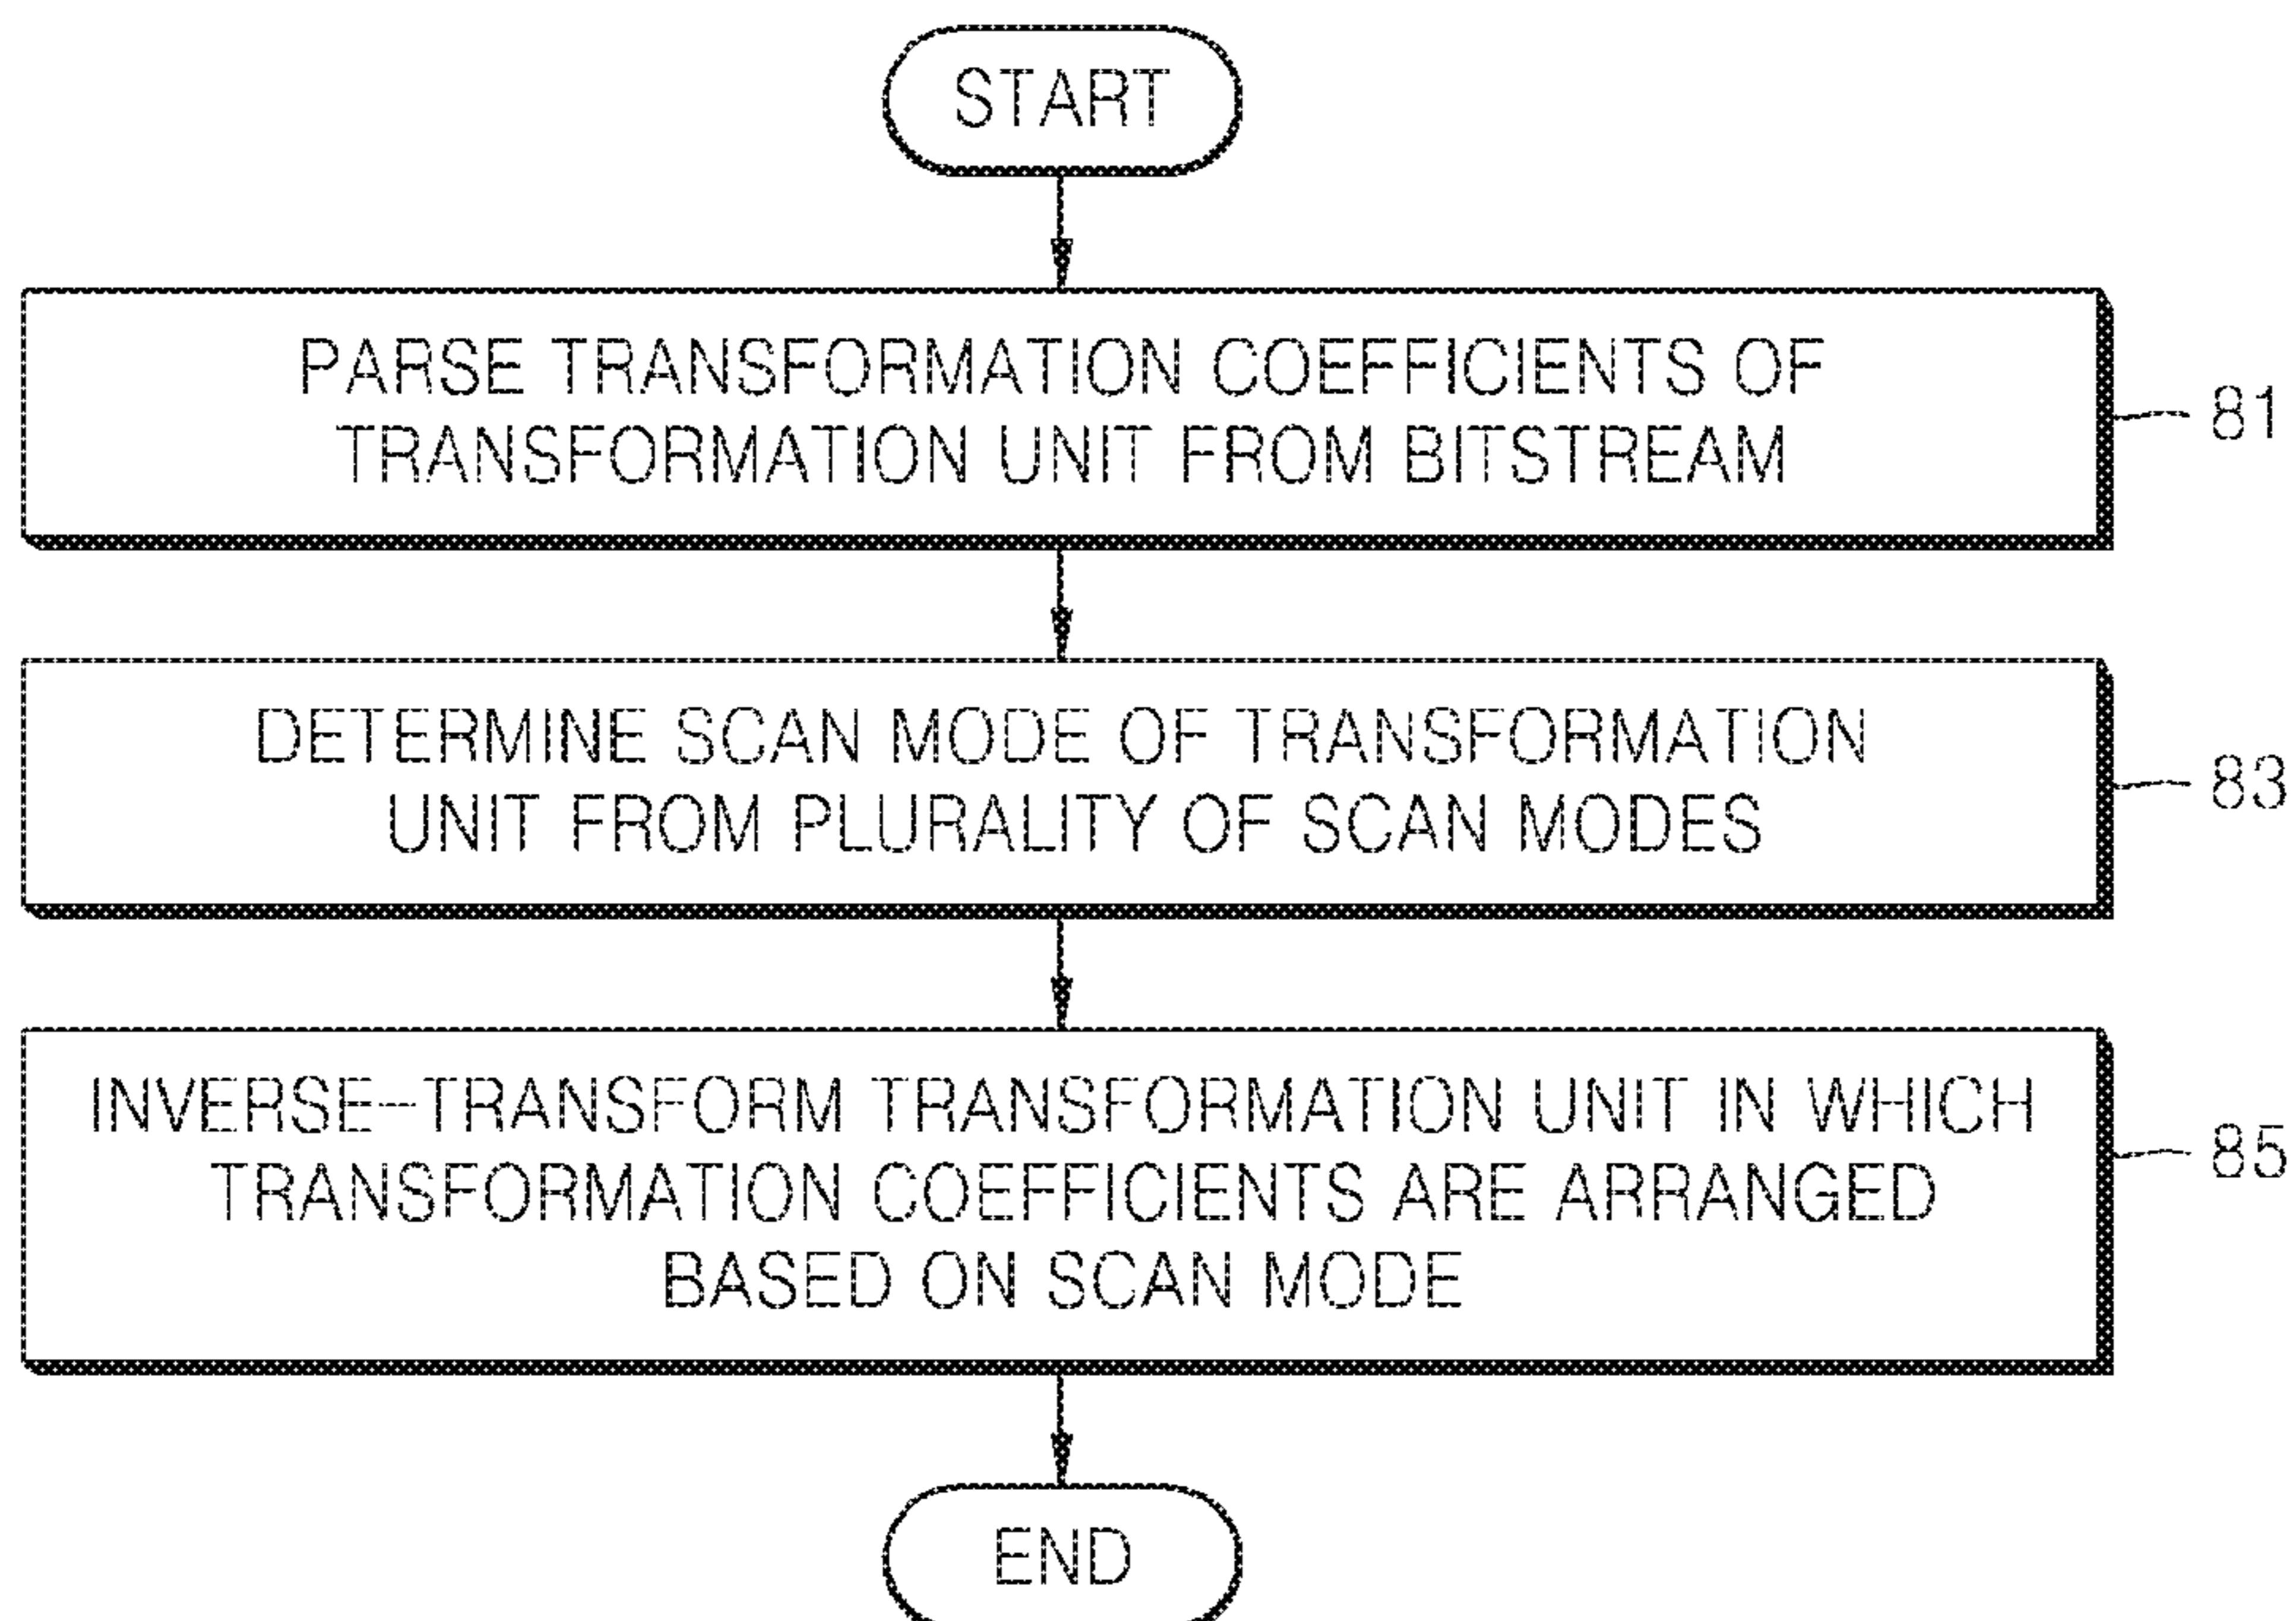 START
PARSE TRANSFORMATION COEFFICIENTS OF
TRANSFORMATION UNIT FROM BITSTREAM
81
DETERMINE SCAN MODE OF TRANSFORMATION
UNIT FROM PLURALITY OF SCAN MODES
83
INVERSE-TRANSFORM TRANSFORMATION UNIT IN WHICH
TRANSFORMATION COEFFICIENTS ARE ARRANGED
BASED ON SCAN MODE
85
END